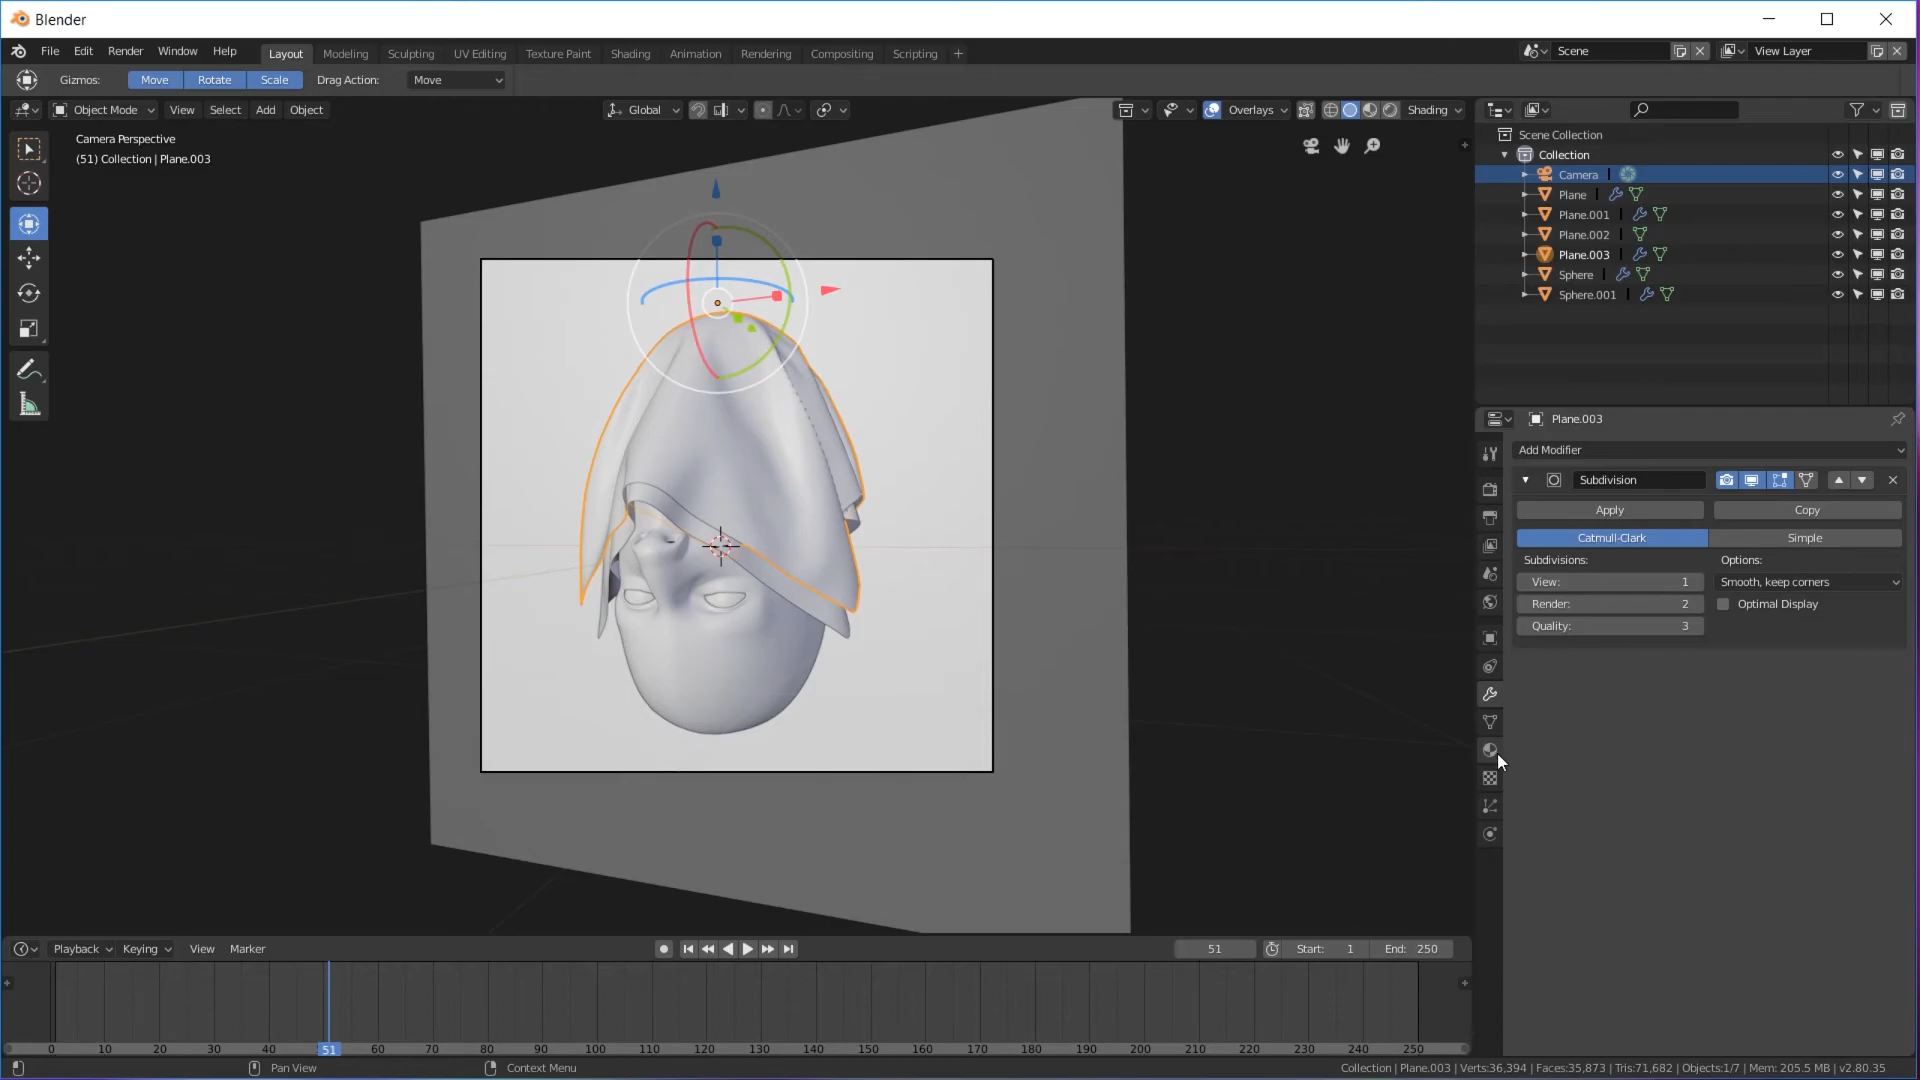 Blender
File Edit Render Window Help Layout Modeling Sculpting UV Editing Texture Paint Shading Animation Rendering Compositing Scripting + Scene View Layer
Gizmos: Move Rotate Scale Drag Action: Move
Object Mode View Select Add Object Global Overlays Shading
Camera Perspective
(51) Collection | Plane.003
Scene Collection
Collection
Camera
Plane
Plane.001
Plane.002
Plane.003
Sphere
Sphere.001
Plane.003
Add Modifier
Subdivision
Apply Copy
Catmull-Clark Simple
Subdivisions: Options:
View: 1 Smooth, keep corners
Render: 2 Optimal Display
Quality: 3
Playback Keying View Marker 51 Start: 1 End: 250
0 10 20 30 40 51 60 70 80 90 100 110 120 130 140 150 160 170 180 190 200 210 220 230 240 250
Pan View Context Menu Collection | Plane.003 | Verts:36,394 | Faces:35,873 | Tris:71,682 | Objects:1/7 | Mem: 205.5 MB | v2.80.35